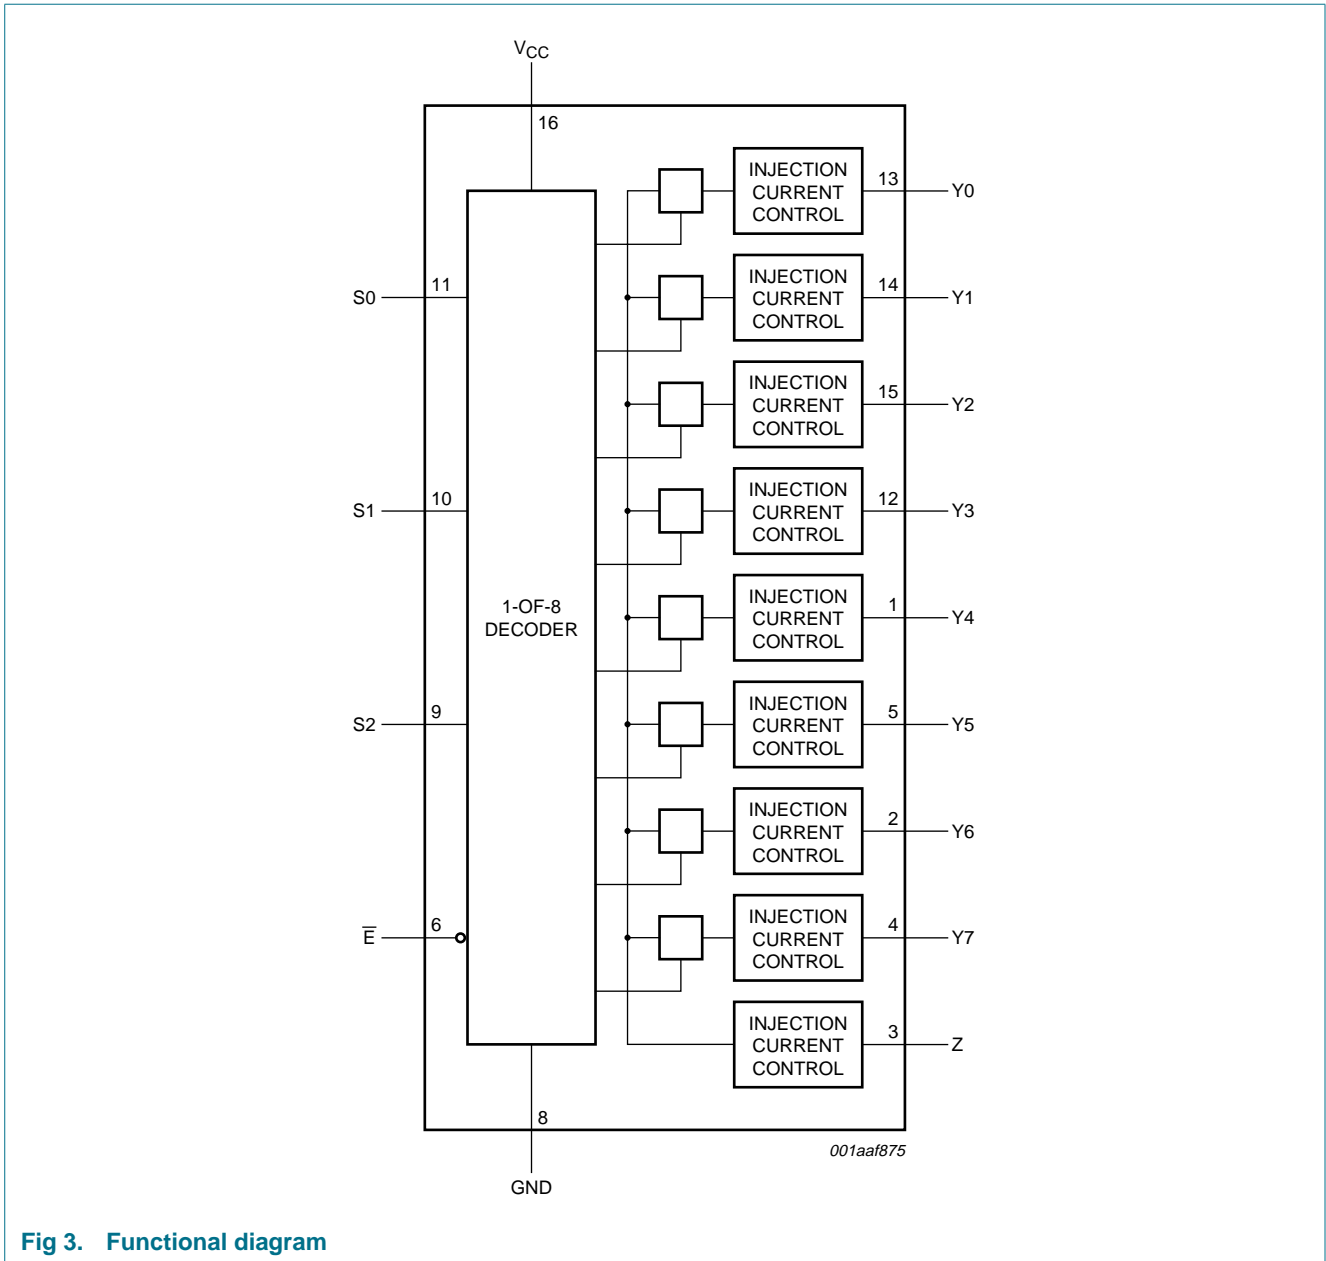 VCC
16
INJECTION
CURRENT
CONTROL
13
Y0
S0
11
INJECTION
CURRENT
CONTROL
14
Y1
INJECTION
CURRENT
CONTROL
15
Y2
S1
10
INJECTION
CURRENT
CONTROL
12
Y3
1-OF-8
DECODER
INJECTION
CURRENT
CONTROL
1
Y4
S2
9
INJECTION
CURRENT
CONTROL
5
Y5
INJECTION
CURRENT
CONTROL
2
Y6
E̅
6
INJECTION
CURRENT
CONTROL
4
Y7
INJECTION
CURRENT
CONTROL
3
Z
8
001aaf875
GND
Fig 3. Functional diagram